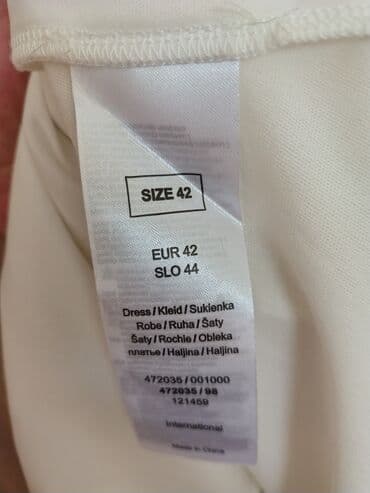 SIZE 42
EUR 42
SLO 44
Dress / Kleid / Sukienka
Robe / Ruha / Šaty
Šaty / Rochie / Obleka
платье / Haljina / Haljina
472035 / 001000
472035 / 98
121459
International
Made in China